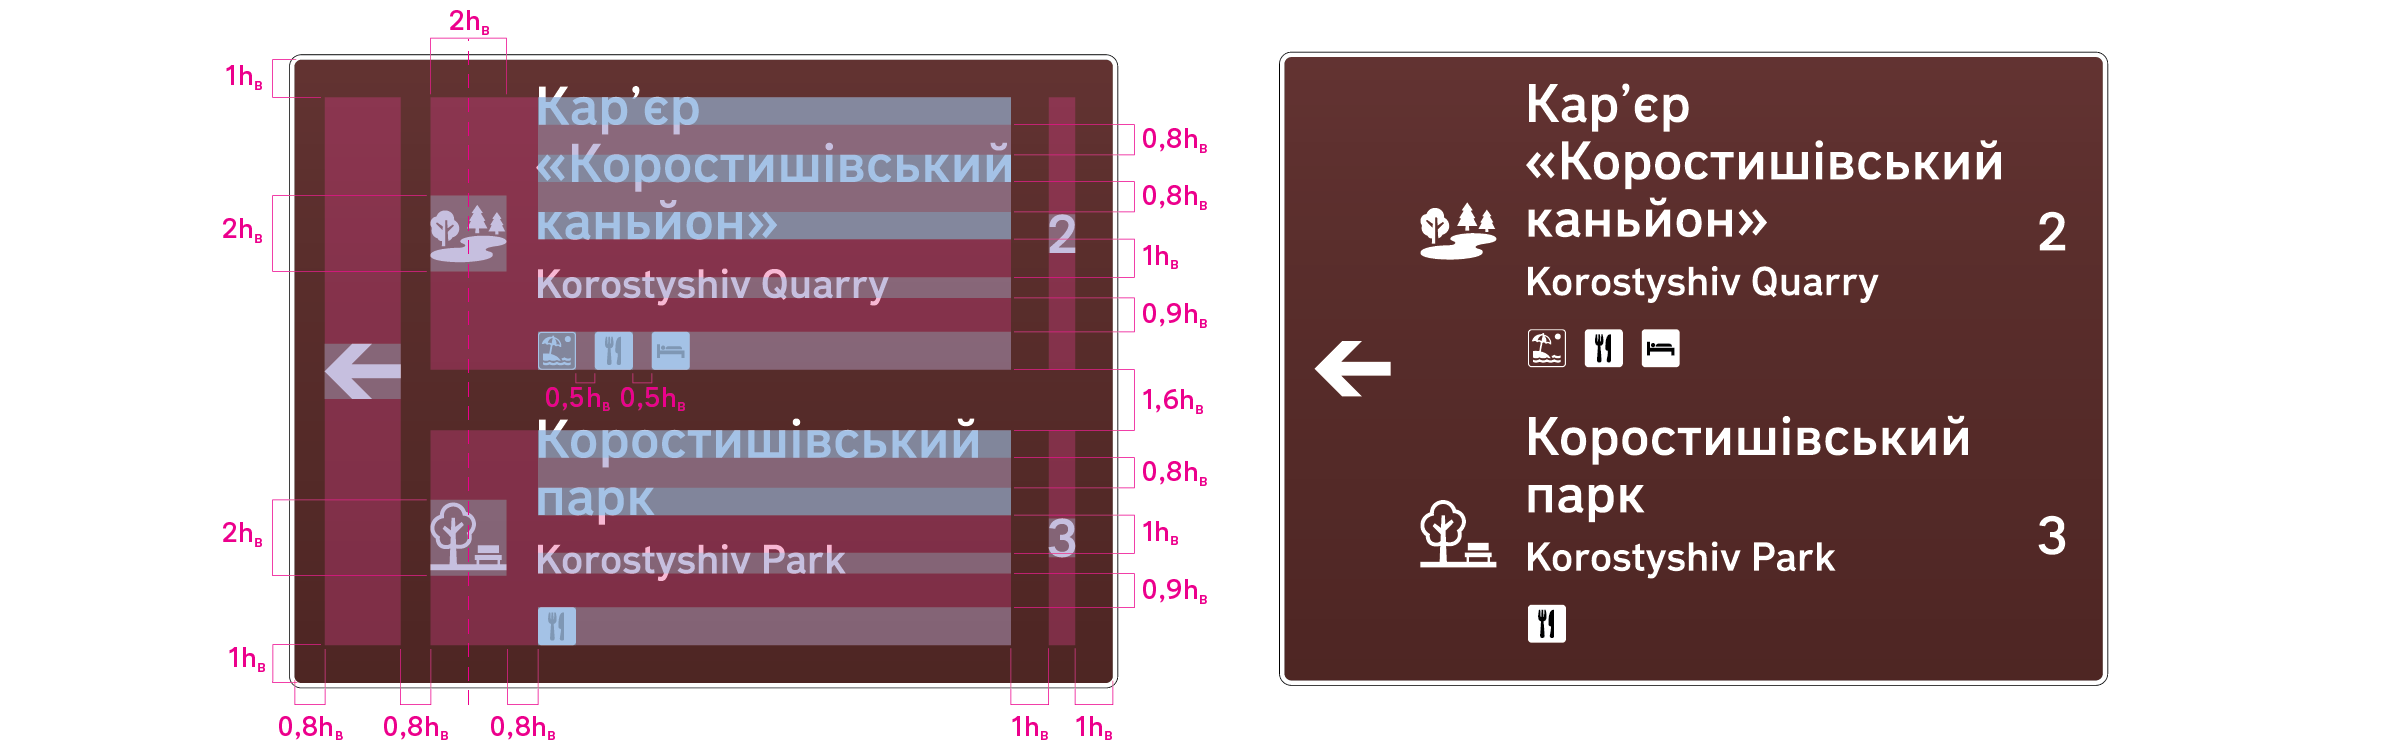 2hв
1hв
2hв
2hв
1hв
Кар’єр
«Коростишівський
каньйон»
Korostyshiv Quarry
2
0,5hв 0,5hв
Коростишівський
парк
Korostyshiv Park
3
0,8hв
0,8hв
1hв
0,9hв
1,6hв
0,8hв
1hв
0,9hв
0,8hв 0,8hв 0,8hв 1hв 1hв
Кар’єр
«Коростишівський
каньйон»
Korostyshiv Quarry
2
Коростишівський
парк
Korostyshiv Park
3